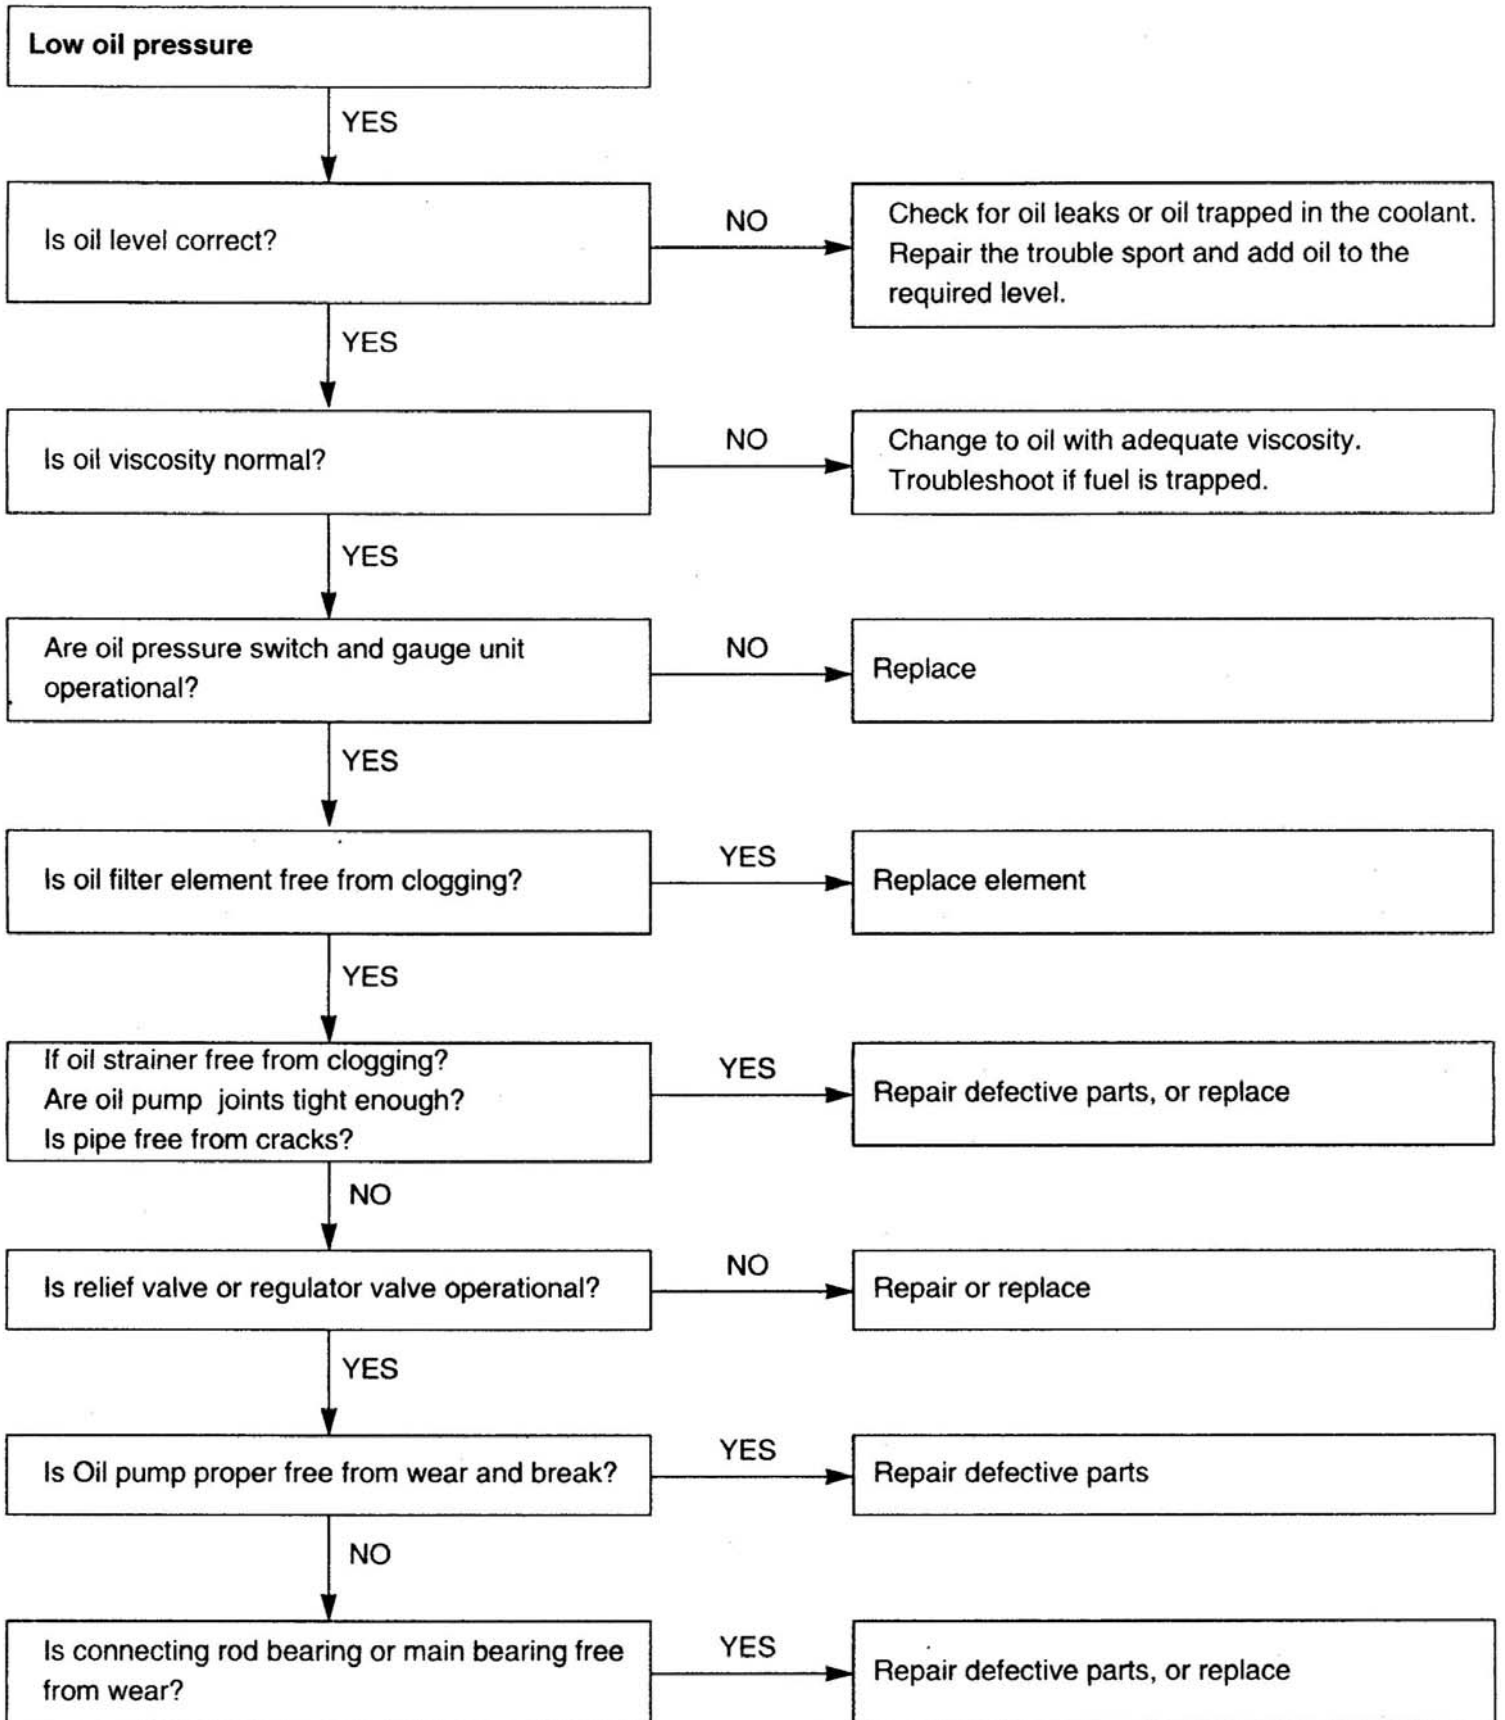 Low oil pressure
YES
Is oil level correct?
NO
Check for oil leaks or oil trapped in the coolant.
Repair the trouble sport and add oil to the
required level.
YES
Is oil viscosity normal?
NO
Change to oil with adequate viscosity.
Troubleshoot if fuel is trapped.
YES
Are oil pressure switch and gauge unit
operational?
NO
Replace
YES
Is oil filter element free from clogging?
YES
Replace element
YES
If oil strainer free from clogging?
Are oil pump joints tight enough?
Is pipe free from cracks?
YES
Repair defective parts, or replace
NO
Is relief valve or regulator valve operational?
NO
Repair or replace
YES
Is Oil pump proper free from wear and break?
YES
Repair defective parts
NO
Is connecting rod bearing or main bearing free
from wear?
YES
Repair defective parts, or replace